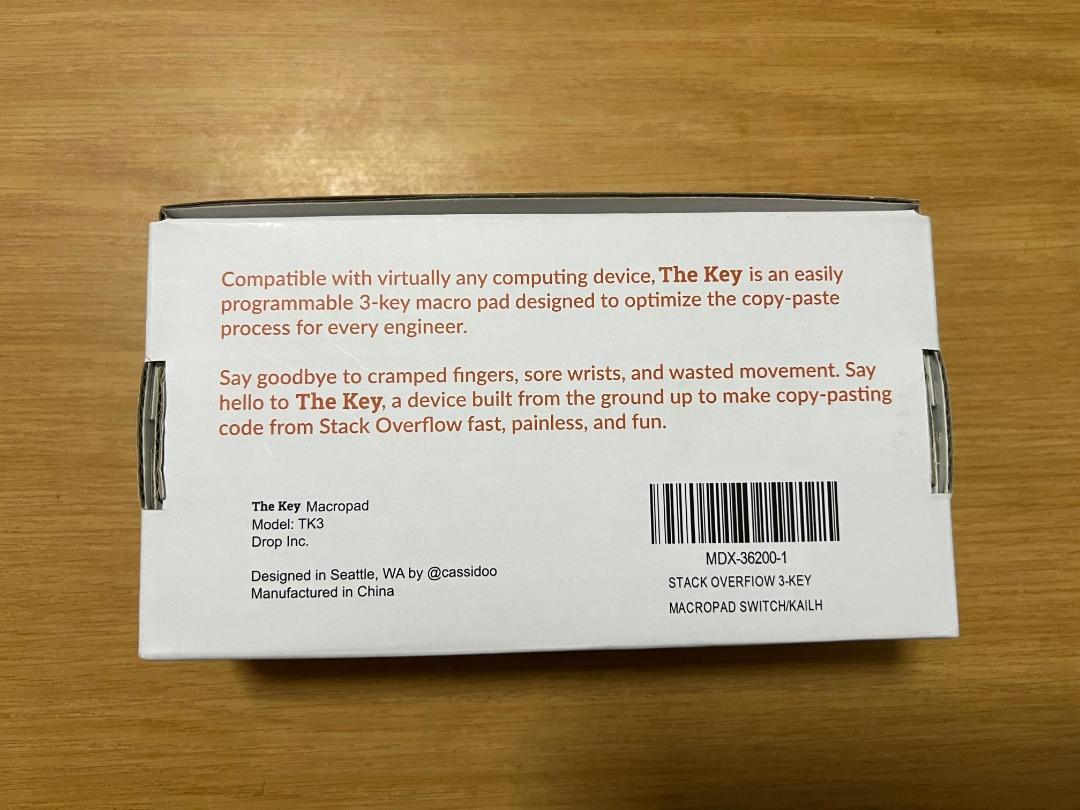 Compatible with virtually any computing device, The Key is an easily
programmable 3-key macro pad designed to optimize the copy-paste
process for every engineer.
Say goodbye to cramped fingers, sore wrists, and wasted movement. Say
hello to The Key, a device built from the ground up to make copy-pasting
code from Stack Overflow fast, painless, and fun.
The Key Macropad
Model: TK3
Drop Inc.
Designed in Seattle, WA by @cassidoo
Manufactured in China
MDX-36200-1
STACK OVERFIOW 3-KEY
MACROPAD SWITCH/KAILH